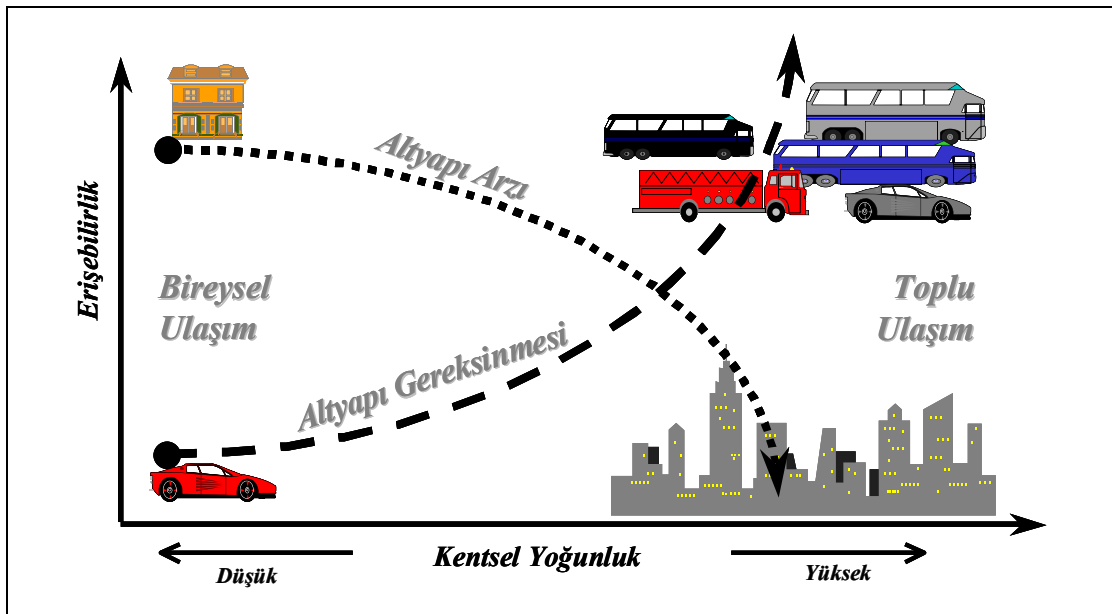 Erişebilirlik
Altyapı Arzı
Bireysel
Ulaşım
Toplu
Ulaşım
Altyapı Gereksinmesi
Kentsel Yoğunluk
Düşük
Yüksek